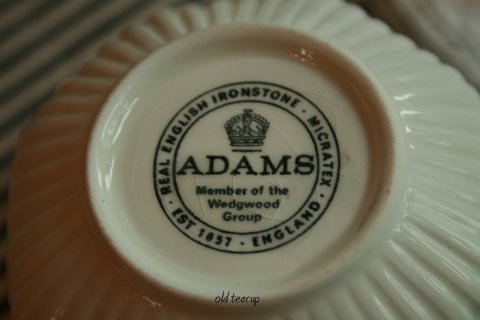 REAL ENGLISH IRONSTONE · MICRATEX
ADAMS
Member of the
Wedgwood
Group
· EST 1657 · ENGLAND ·
old teacup